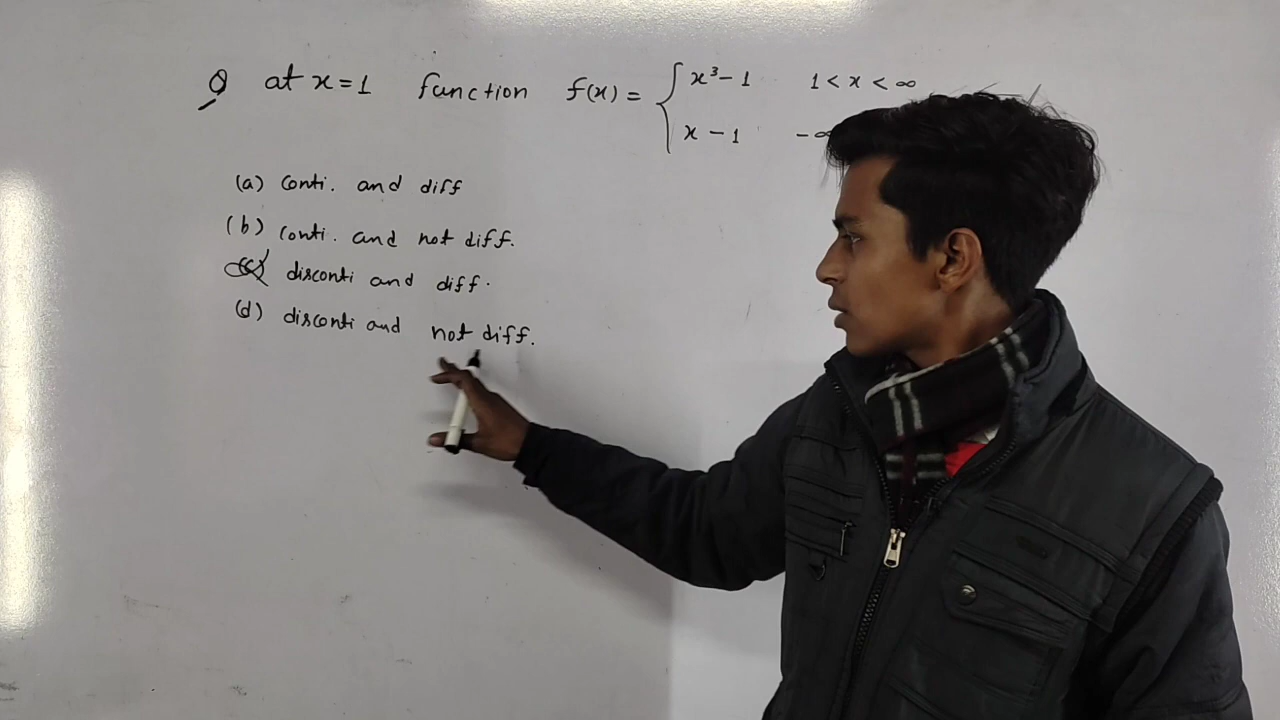 Q at x=1 function f(x) = { x³-1 1<x<∞
x-1 -∞
(a) Conti. and diff
(b) conti. and not diff.
(c) disconti and diff.
(d) disconti and not diff.